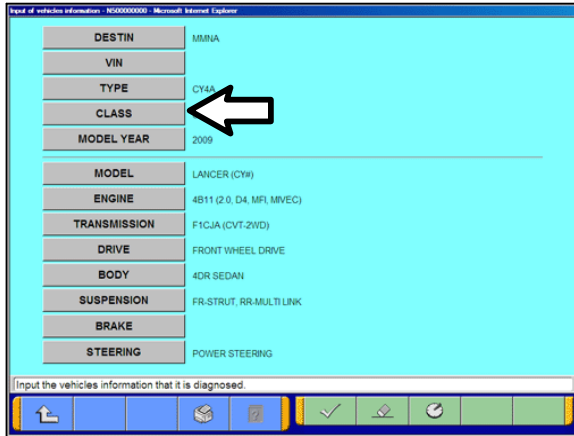 Input of vehicles information - N500000000 - Microsoft Internet Explorer
DESTIN MMNA
VIN
TYPE CY4A
CLASS
MODEL YEAR 2009
MODEL LANCER (CY#)
ENGINE 4B11 (2.0, D4, MFI, MIVEC)
TRANSMISSION F1CJA (CVT-2WD)
DRIVE FRONT WHEEL DRIVE
BODY 4DR SEDAN
SUSPENSION FR-STRUT, RR-MULTI LINK
BRAKE
STEERING POWER STEERING
Input the vehicles information that it is diagnosed.